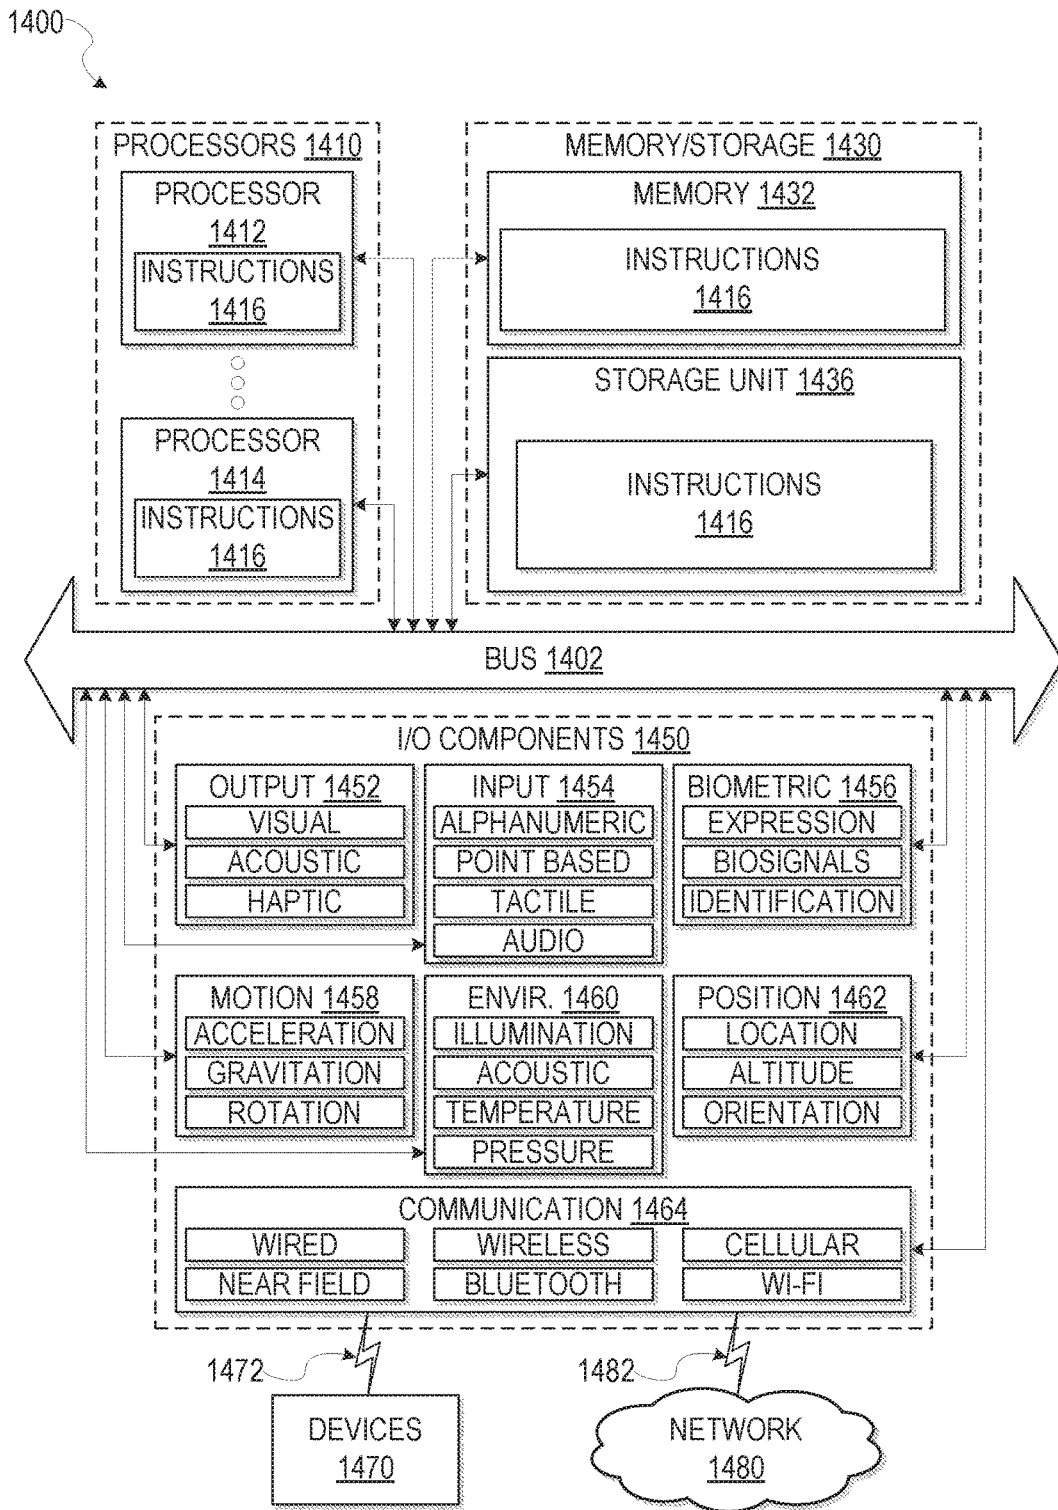 1400
PROCESSORS 1410
PROCESSOR
1412
INSTRUCTIONS
1416
PROCESSOR
1414
INSTRUCTIONS
1416
MEMORY/STORAGE 1430
MEMORY 1432
INSTRUCTIONS
1416
STORAGE UNIT 1436
INSTRUCTIONS
1416
BUS 1402
I/O COMPONENTS 1450
OUTPUT 1452
VISUAL
ACOUSTIC
HAPTIC
INPUT 1454
ALPHANUMERIC
POINT BASED
TACTILE
AUDIO
BIOMETRIC 1456
EXPRESSION
BIOSIGNALS
IDENTIFICATION
MOTION 1458
ACCELERATION
GRAVITATION
ROTATION
ENVIR. 1460
ILLUMINATION
ACOUSTIC
TEMPERATURE
PRESSURE
POSITION 1462
LOCATION
ALTITUDE
ORIENTATION
COMMUNICATION 1464
WIRED
WIRELESS
CELLULAR
NEAR FIELD
BLUETOOTH
WI-FI
1472
1482
DEVICES
1470
NETWORK
1480